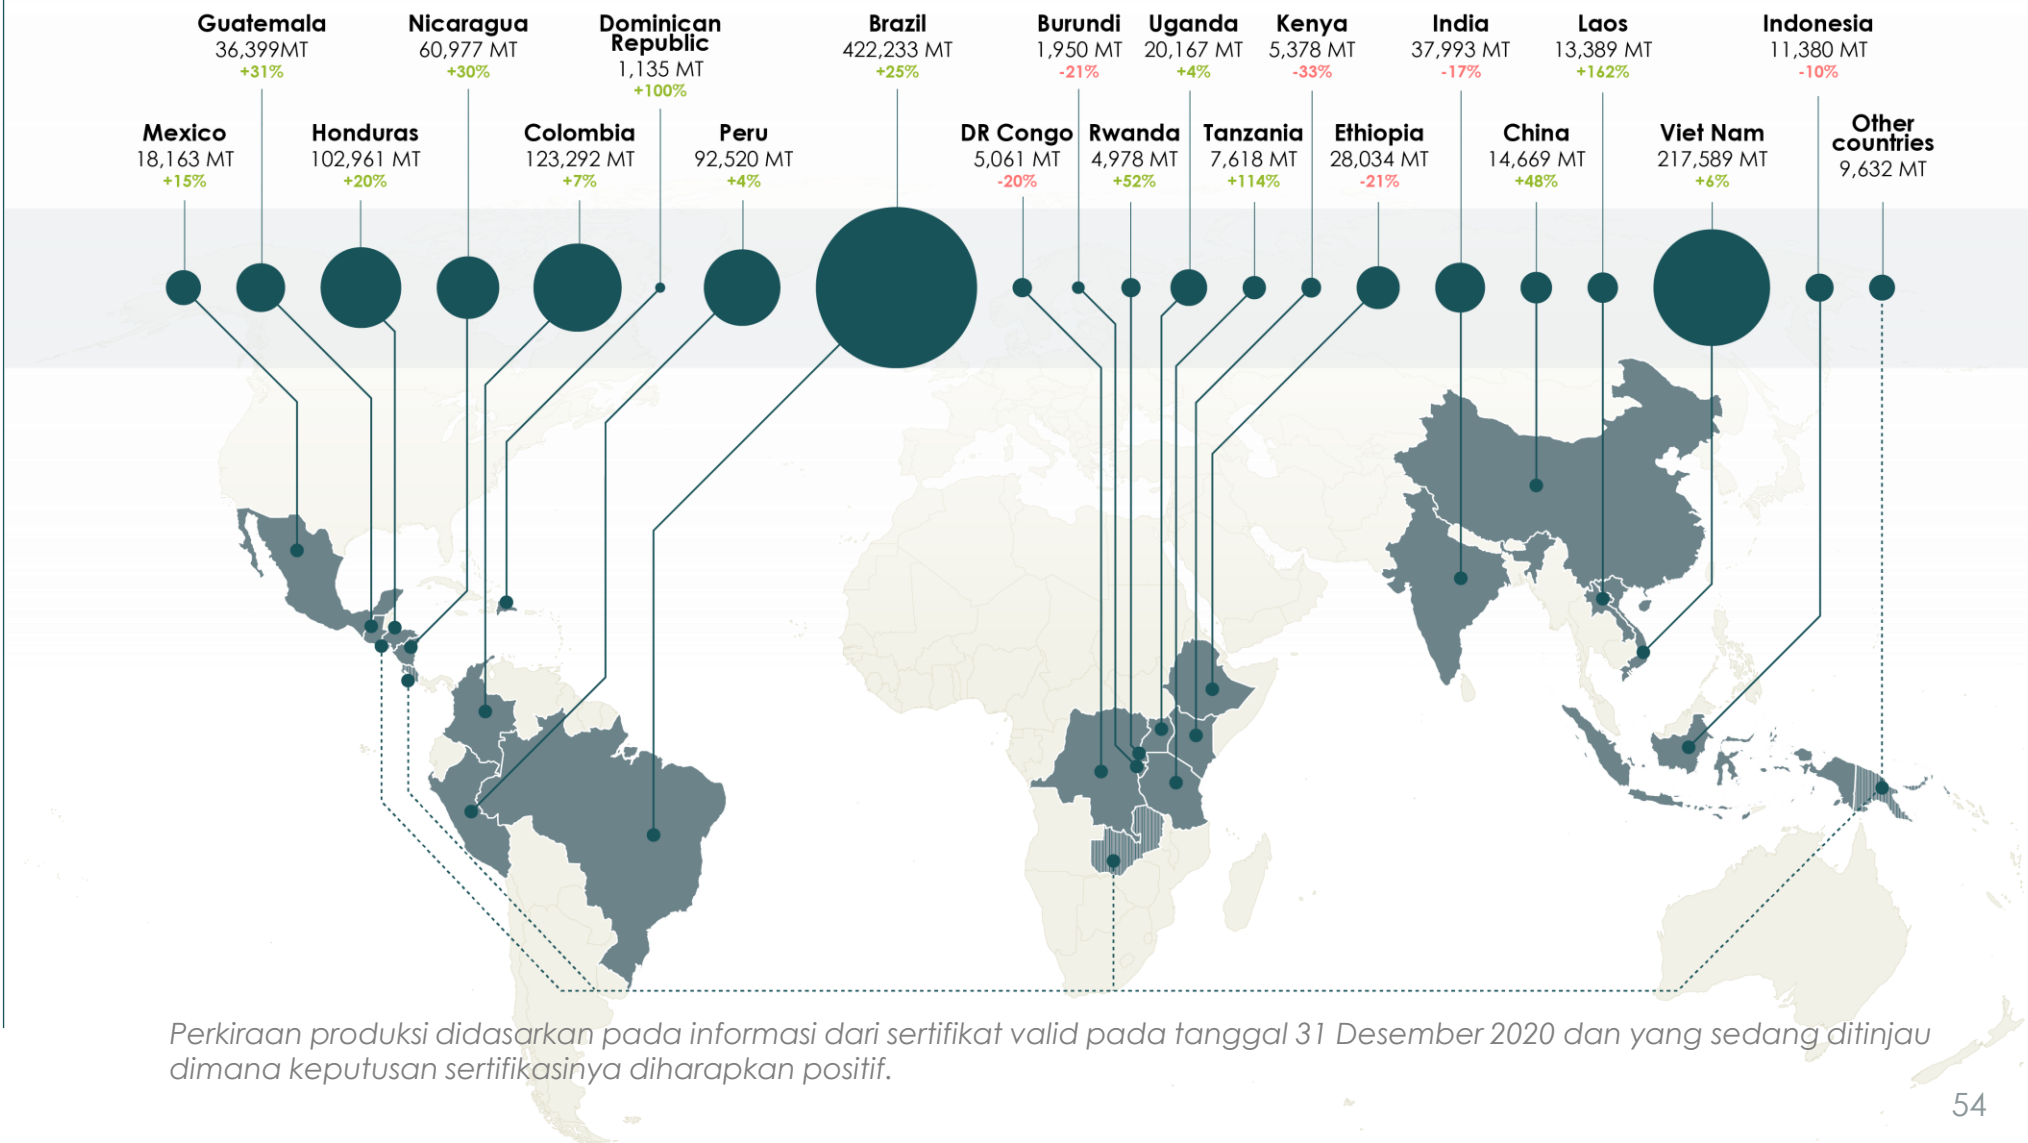 Guatemala
36,399MT
+31%
Nicaragua
60,977 MT
+30%
Dominican
Republic
1,135 MT
+100%
Brazil
422,233 MT
+25%
Burundi
1,950 MT
-21%
Uganda
20,167 MT
+4%
Kenya
5,378 MT
-33%
India
37,993 MT
-17%
Laos
13,389 MT
+162%
Indonesia
11,380 MT
-10%
Mexico
18,163 MT
+15%
Honduras
102,961 MT
+20%
Colombia
123,292 MT
+7%
Peru
92,520 MT
+4%
DR Congo
5,061 MT
-20%
Rwanda
4,978 MT
+52%
Tanzania
7,618 MT
+114%
Ethiopia
28,034 MT
-21%
China
14,669 MT
+48%
Viet Nam
217,589 MT
+6%
Other
countries
9,632 MT
Perkiraan produksi didasarkan pada informasi dari sertifikat valid pada tanggal 31 Desember 2020 dan yang sedang ditinjau
dimana keputusan sertifikasinya diharapkan positif.
54